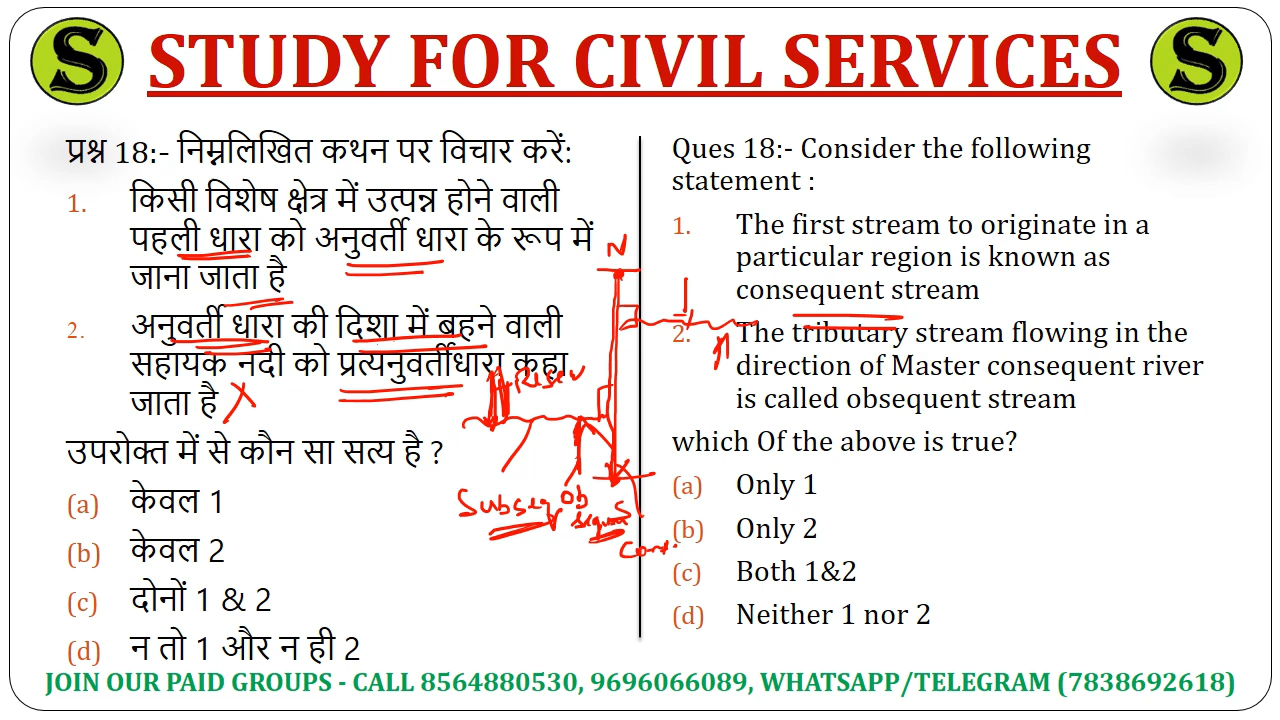 S
STUDY FOR CIVIL SERVICES
S
प्रश्न 18:- निम्नलिखित कथन पर विचार करें:
1. किसी विशेष क्षेत्र में उत्पन्न होने वाली
पहली धारा को अनुवर्ती धारा के रूप में
जाना जाता है
2. अनुवर्ती धारा की दिशा में बहने वाली
सहायक नदी को प्रत्यनुवर्तीधारा कहा
जाता है
उपरोक्त में से कौन सा सत्य है ?
(a) केवल 1
(b) केवल 2
(c) दोनों 1 & 2
(d) न तो 1 और न ही 2
N
Subseq
Ob
S
Ques 18:- Consider the following
statement :
1. The first stream to originate in a
particular region is known as
consequent stream
2. The tributary stream flowing in the
direction of Master consequent river
is called obsequent stream
which Of the above is true?
(a) Only 1
(b) Only 2
(c) Both 1&2
(d) Neither 1 nor 2
JOIN OUR PAID GROUPS - CALL 8564880530, 9696066089, WHATSAPP/TELEGRAM (7838692618)